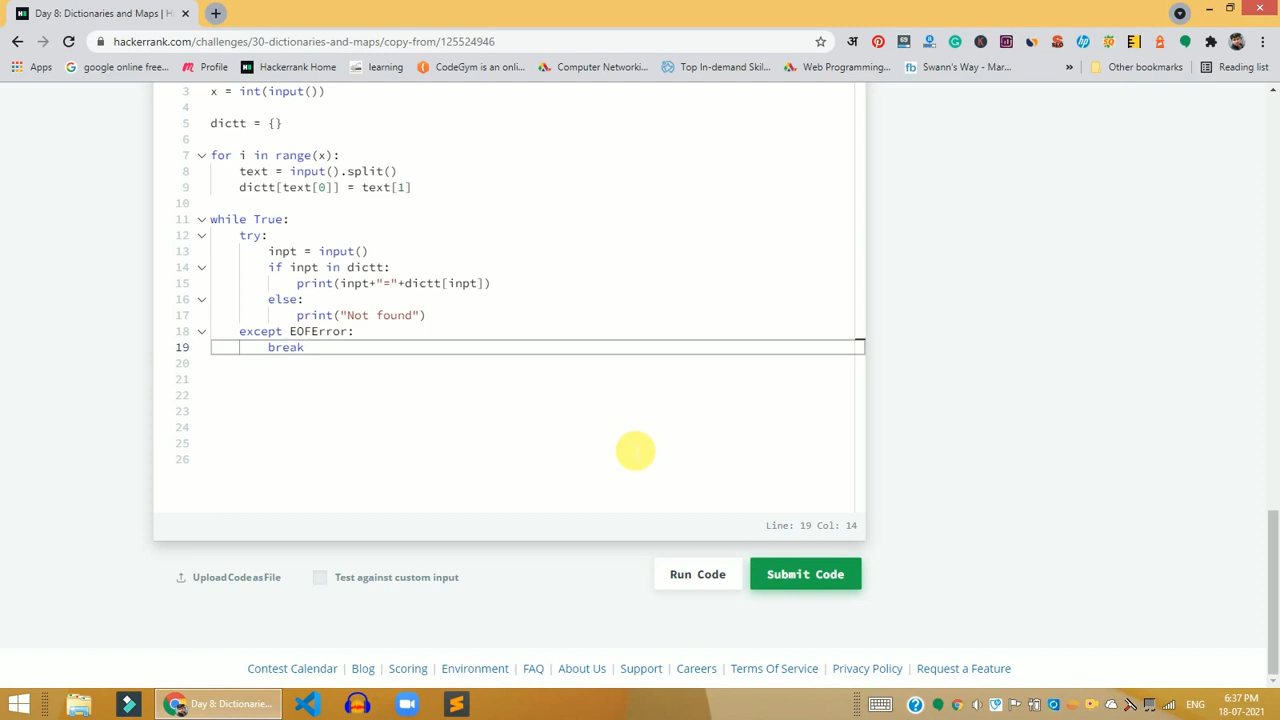 Day 8: Dictionaries and Maps | H
hackerrank.com/challenges/30-dictionaries-and-maps/copy-from/125524946
Apps google online free... Profile Hackerrank Home learning CodeGym is an onli... Computer Networki... Top In-demand Skil... Web Programming... Swann's Way - Mar... » Other bookmarks Reading list
3 x = int(input())
4
5 dictt = {}
6
7 for i in range(x):
8 text = input().split()
9 dictt[text[0]] = text[1]
10
11 while True:
12 try:
13 inpt = input()
14 if inpt in dictt:
15 print(inpt+"="+dictt[inpt])
16 else:
17 print("Not found")
18 except EOFError:
19 break
20
21
22
23
24
25
26
Line: 19 Col: 14
Upload Code as File Test against custom input Run Code Submit Code
Contest Calendar | Blog | Scoring | Environment | FAQ | About Us | Support | Careers | Terms Of Service | Privacy Policy | Request a Feature
Day 8: Dictionarie... ENG 6:37 PM
18-07-2021